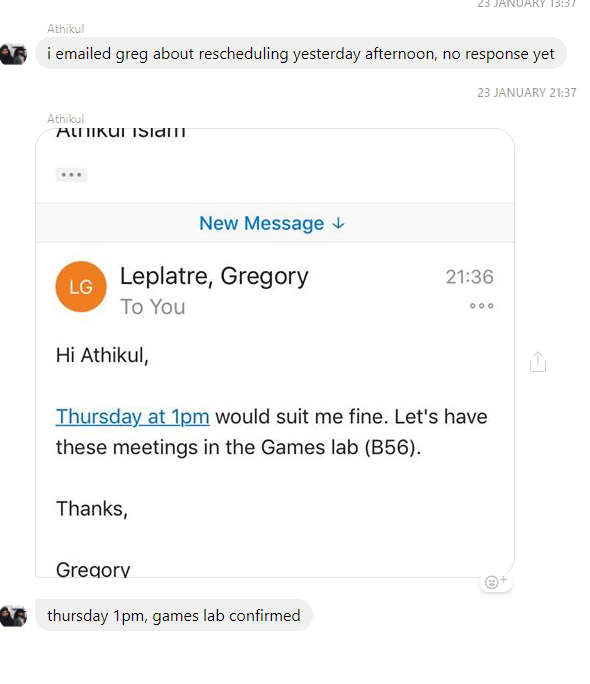 23 JANUARY 13:37
Athikul
i emailed greg about rescheduling yesterday afternoon, no response yet
23 JANUARY 21:37
Athikul
Athikul Islam
New Message ↓
LG
Leplatre, Gregory
21:36
To You
Hi Athikul,
Thursday at 1pm would suit me fine. Let's have
these meetings in the Games lab (B56).
Thanks,
Gregory
thursday 1pm, games lab confirmed